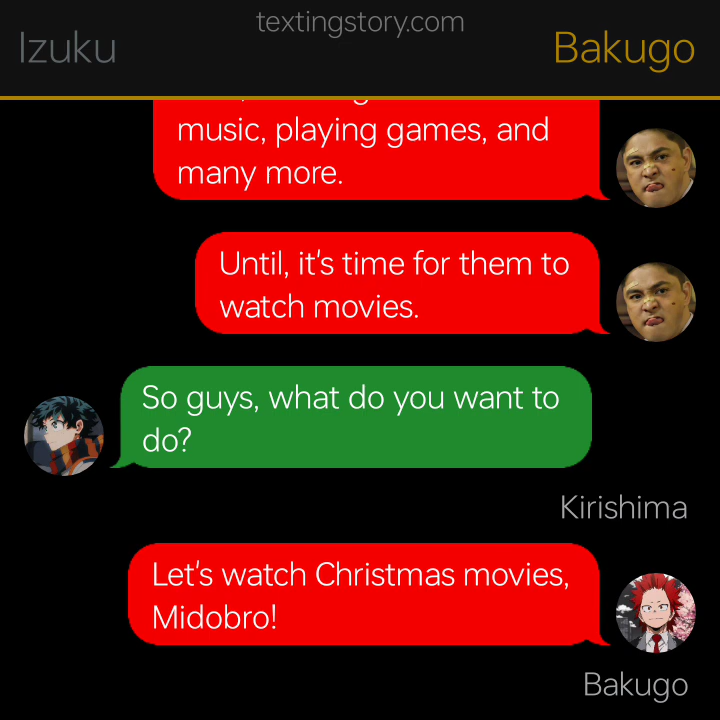 textingstory.com
Izuku
Bakugo
music, playing games, and
many more.
Until, it's time for them to
watch movies.
So guys, what do you want to
do?
Kirishima
Let's watch Christmas movies,
Midobro!
Bakugo